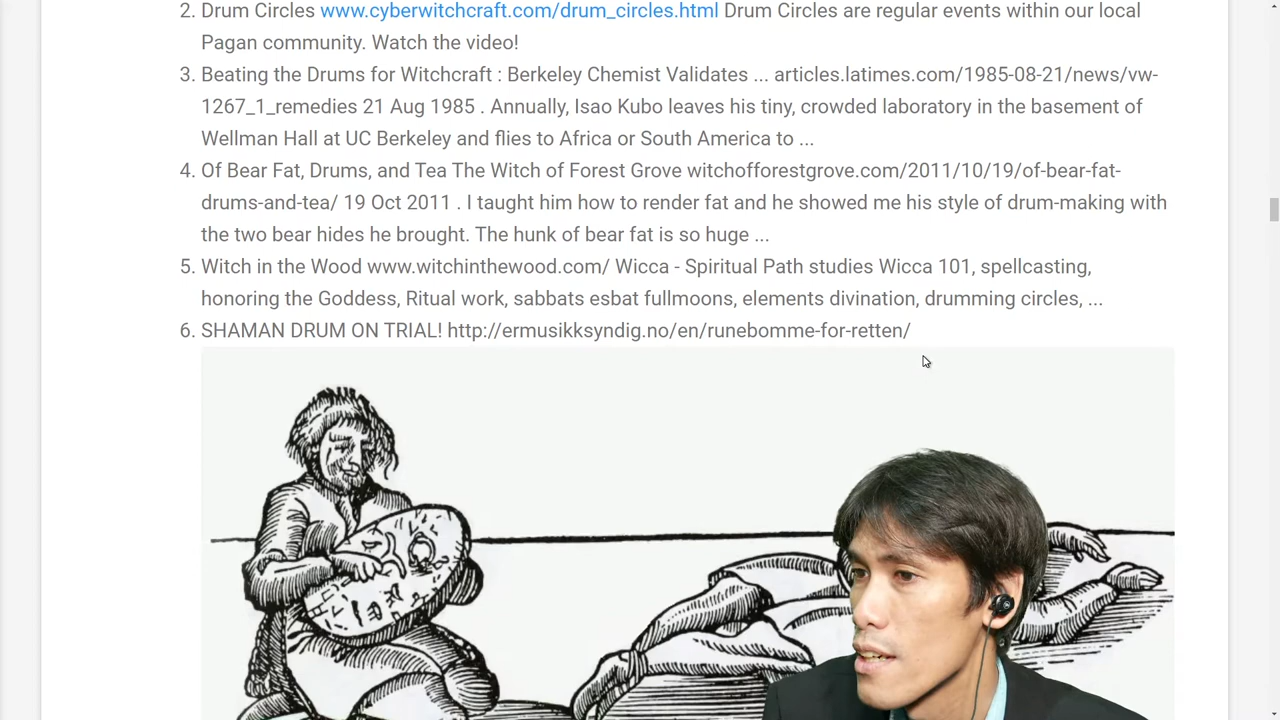 2. Drum Circles www.cyberwitchcraft.com/drum_circles.html Drum Circles are regular events within our local
Pagan community. Watch the video!
3. Beating the Drums for Witchcraft : Berkeley Chemist Validates ... articles.latimes.com/1985-08-21/news/vw-
1267_1_remedies 21 Aug 1985 . Annually, Isao Kubo leaves his tiny, crowded laboratory in the basement of
Wellman Hall at UC Berkeley and flies to Africa or South America to ...
4. Of Bear Fat, Drums, and Tea The Witch of Forest Grove witchofforestgrove.com/2011/10/19/of-bear-fat-
drums-and-tea/ 19 Oct 2011 . I taught him how to render fat and he showed me his style of drum-making with
the two bear hides he brought. The hunk of bear fat is so huge ...
5. Witch in the Wood www.witchinthewood.com/ Wicca - Spiritual Path studies Wicca 101, spellcasting,
honoring the Goddess, Ritual work, sabbats esbat fullmoons, elements divination, drumming circles, ...
6. SHAMAN DRUM ON TRIAL! http://ermusikksyndig.no/en/runebomme-for-retten/